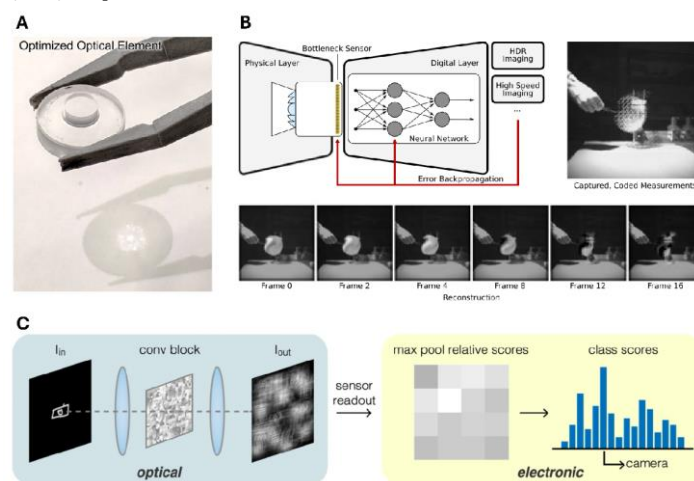 A
Optimized Optical Element
B
Bottleneck Sensor
Physical Layer
Digital Layer
Neural Network
Error Backpropagation
HDR
Imaging
High Speed
Imaging
...
Captured, Coded Measurements
Frame 0
Frame 2
Frame 4
Frame 8
Frame 12
Frame 16
Reconstruction
C
Iin
conv block
Iout
optical
sensor
readout
max pool relative scores
class scores
camera
electronic